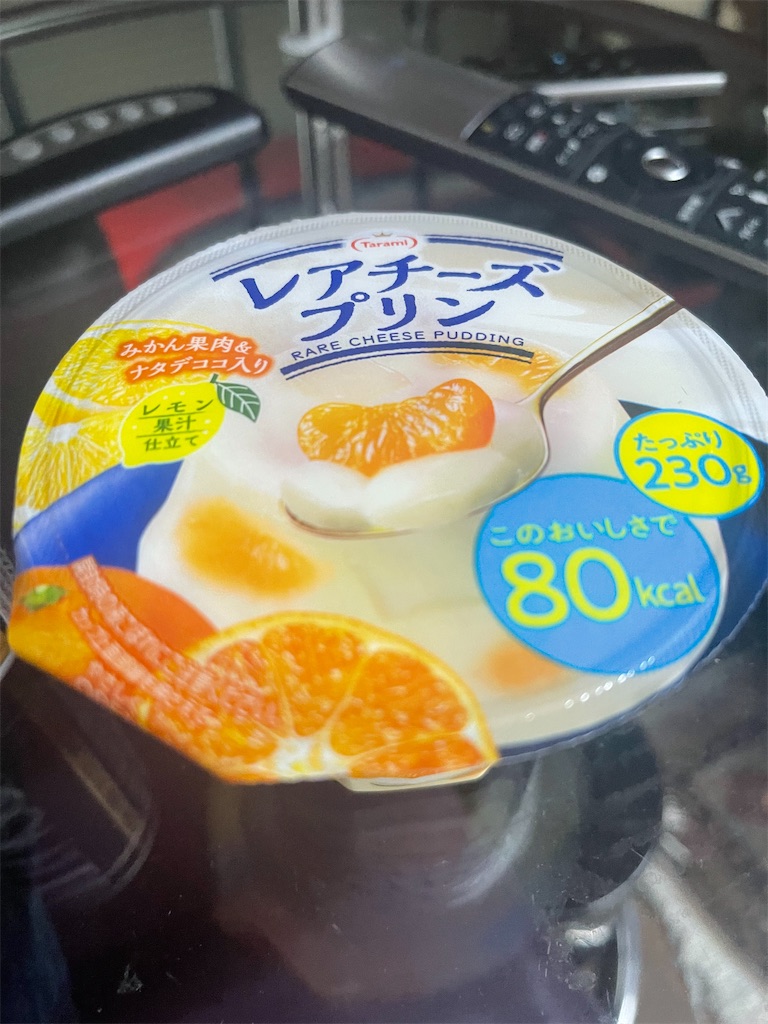 Tarami
レアチーズ
プリン
RARE CHEESE PUDDING
みかん果肉&
ナタデココ入り
レモン
果汁
仕立て
たっぷり
230g
このおいしさで
80kcal